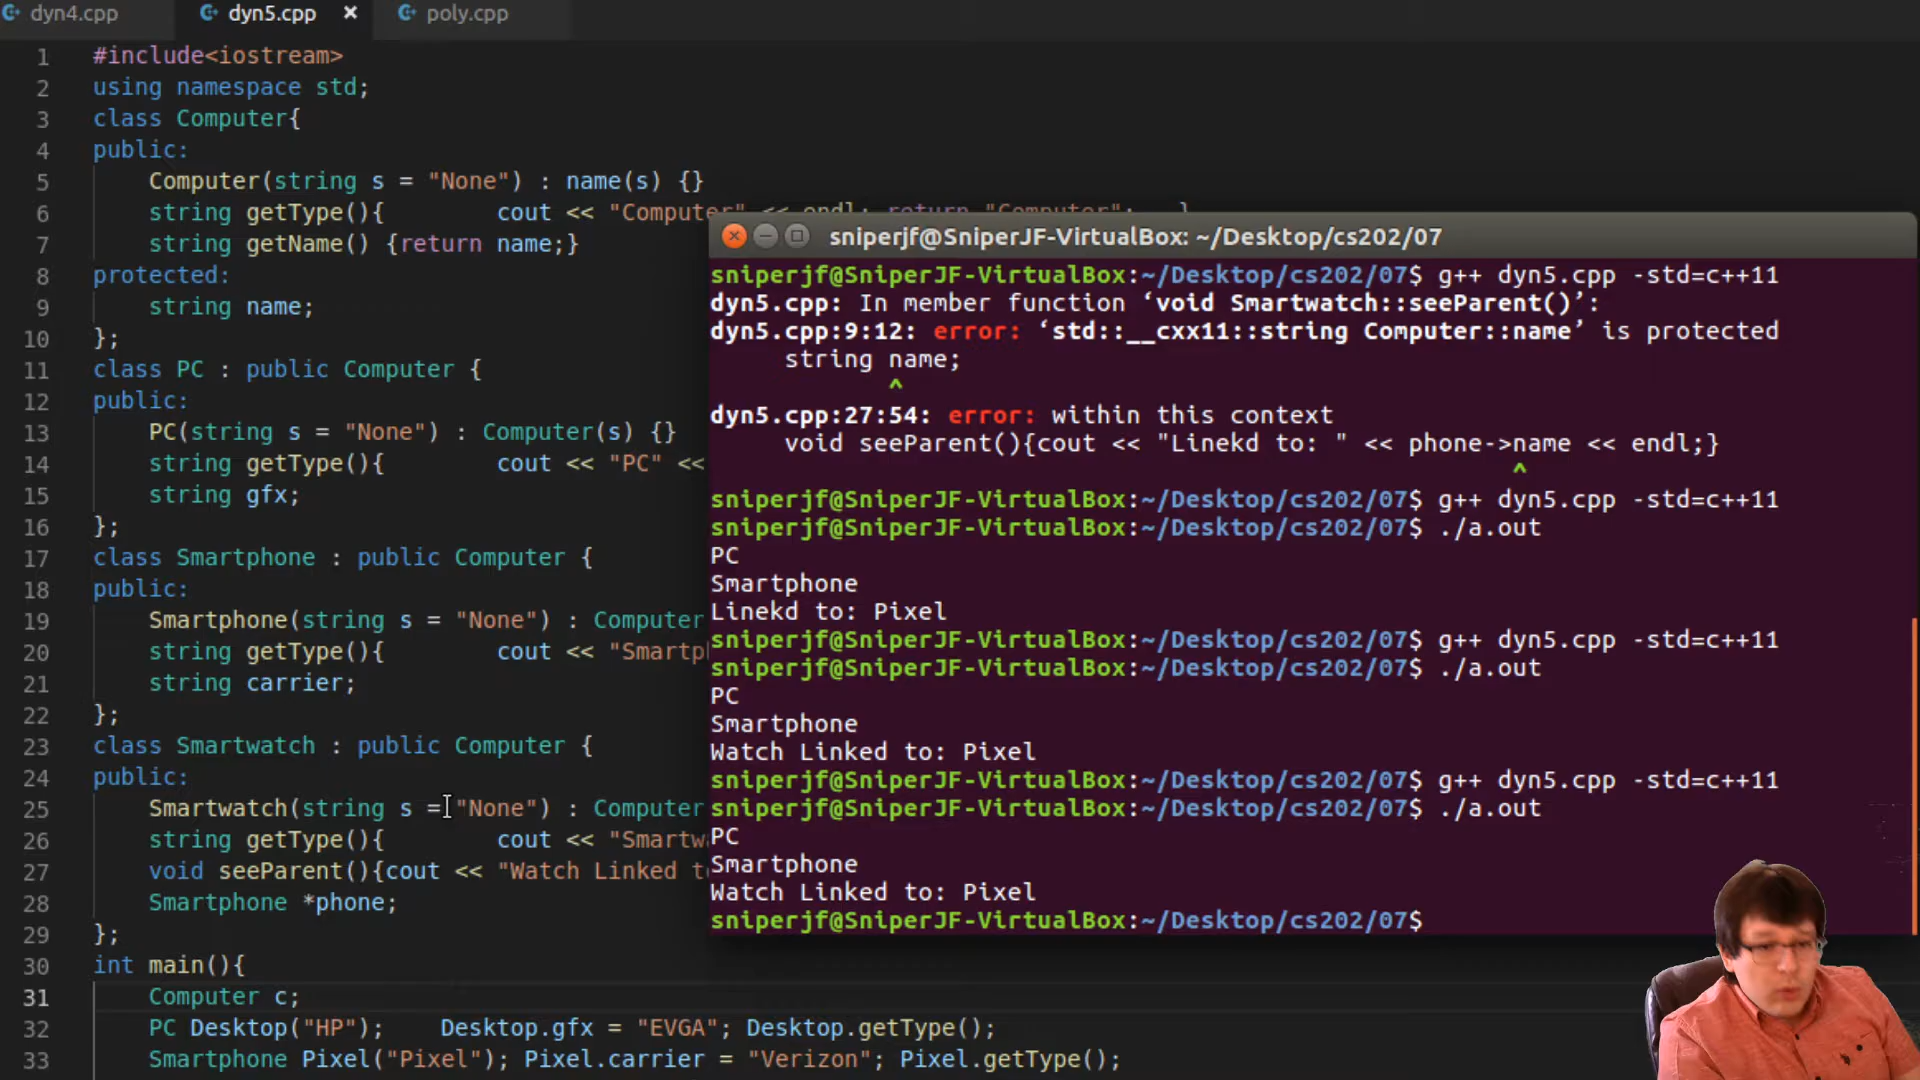 dyn4.cpp dyn5.cpp × poly.cpp
1 #include<iostream>
2 using namespace std;
3 class Computer{
4 public:
5 Computer(string s = "None") : name(s) {}
6 string getType(){ cout << "Computer" << endl; return "Computer"; }
7 string getName() {return name;}
8 protected:
9 string name;
10 };
11 class PC : public Computer {
12 public:
13 PC(string s = "None") : Computer(s) {}
14 string getType(){ cout << "PC" <<
15 string gfx;
16 };
17 class Smartphone : public Computer {
18 public:
19 Smartphone(string s = "None") : Computer
20 string getType(){ cout << "Smartp
21 string carrier;
22 };
23 class Smartwatch : public Computer {
24 public:
25 Smartwatch(string s = "None") : Computer
26 string getType(){ cout << "Smartw
27 void seeParent(){cout << "Watch Linked t
28 Smartphone *phone;
29 };
30 int main(){
31 Computer c;
32 PC Desktop("HP"); Desktop.gfx = "EVGA"; Desktop.getType();
33 Smartphone Pixel("Pixel"); Pixel.carrier = "Verizon"; Pixel.getType();
sniperjf@SniperJF-VirtualBox: ~/Desktop/cs202/07
sniperjf@SniperJF-VirtualBox:~/Desktop/cs202/07$ g++ dyn5.cpp -std=c++11
dyn5.cpp: In member function ‘void Smartwatch::seeParent()’:
dyn5.cpp:9:12: error: ‘std::__cxx11::string Computer::name’ is protected
string name;
^
dyn5.cpp:27:54: error: within this context
void seeParent(){cout << "Linekd to: " << phone->name << endl;}
^
sniperjf@SniperJF-VirtualBox:~/Desktop/cs202/07$ g++ dyn5.cpp -std=c++11
sniperjf@SniperJF-VirtualBox:~/Desktop/cs202/07$ ./a.out
PC
Smartphone
Linekd to: Pixel
sniperjf@SniperJF-VirtualBox:~/Desktop/cs202/07$ g++ dyn5.cpp -std=c++11
sniperjf@SniperJF-VirtualBox:~/Desktop/cs202/07$ ./a.out
PC
Smartphone
Watch Linked to: Pixel
sniperjf@SniperJF-VirtualBox:~/Desktop/cs202/07$ g++ dyn5.cpp -std=c++11
sniperjf@SniperJF-VirtualBox:~/Desktop/cs202/07$ ./a.out
PC
Smartphone
Watch Linked to: Pixel
sniperjf@SniperJF-VirtualBox:~/Desktop/cs202/07$